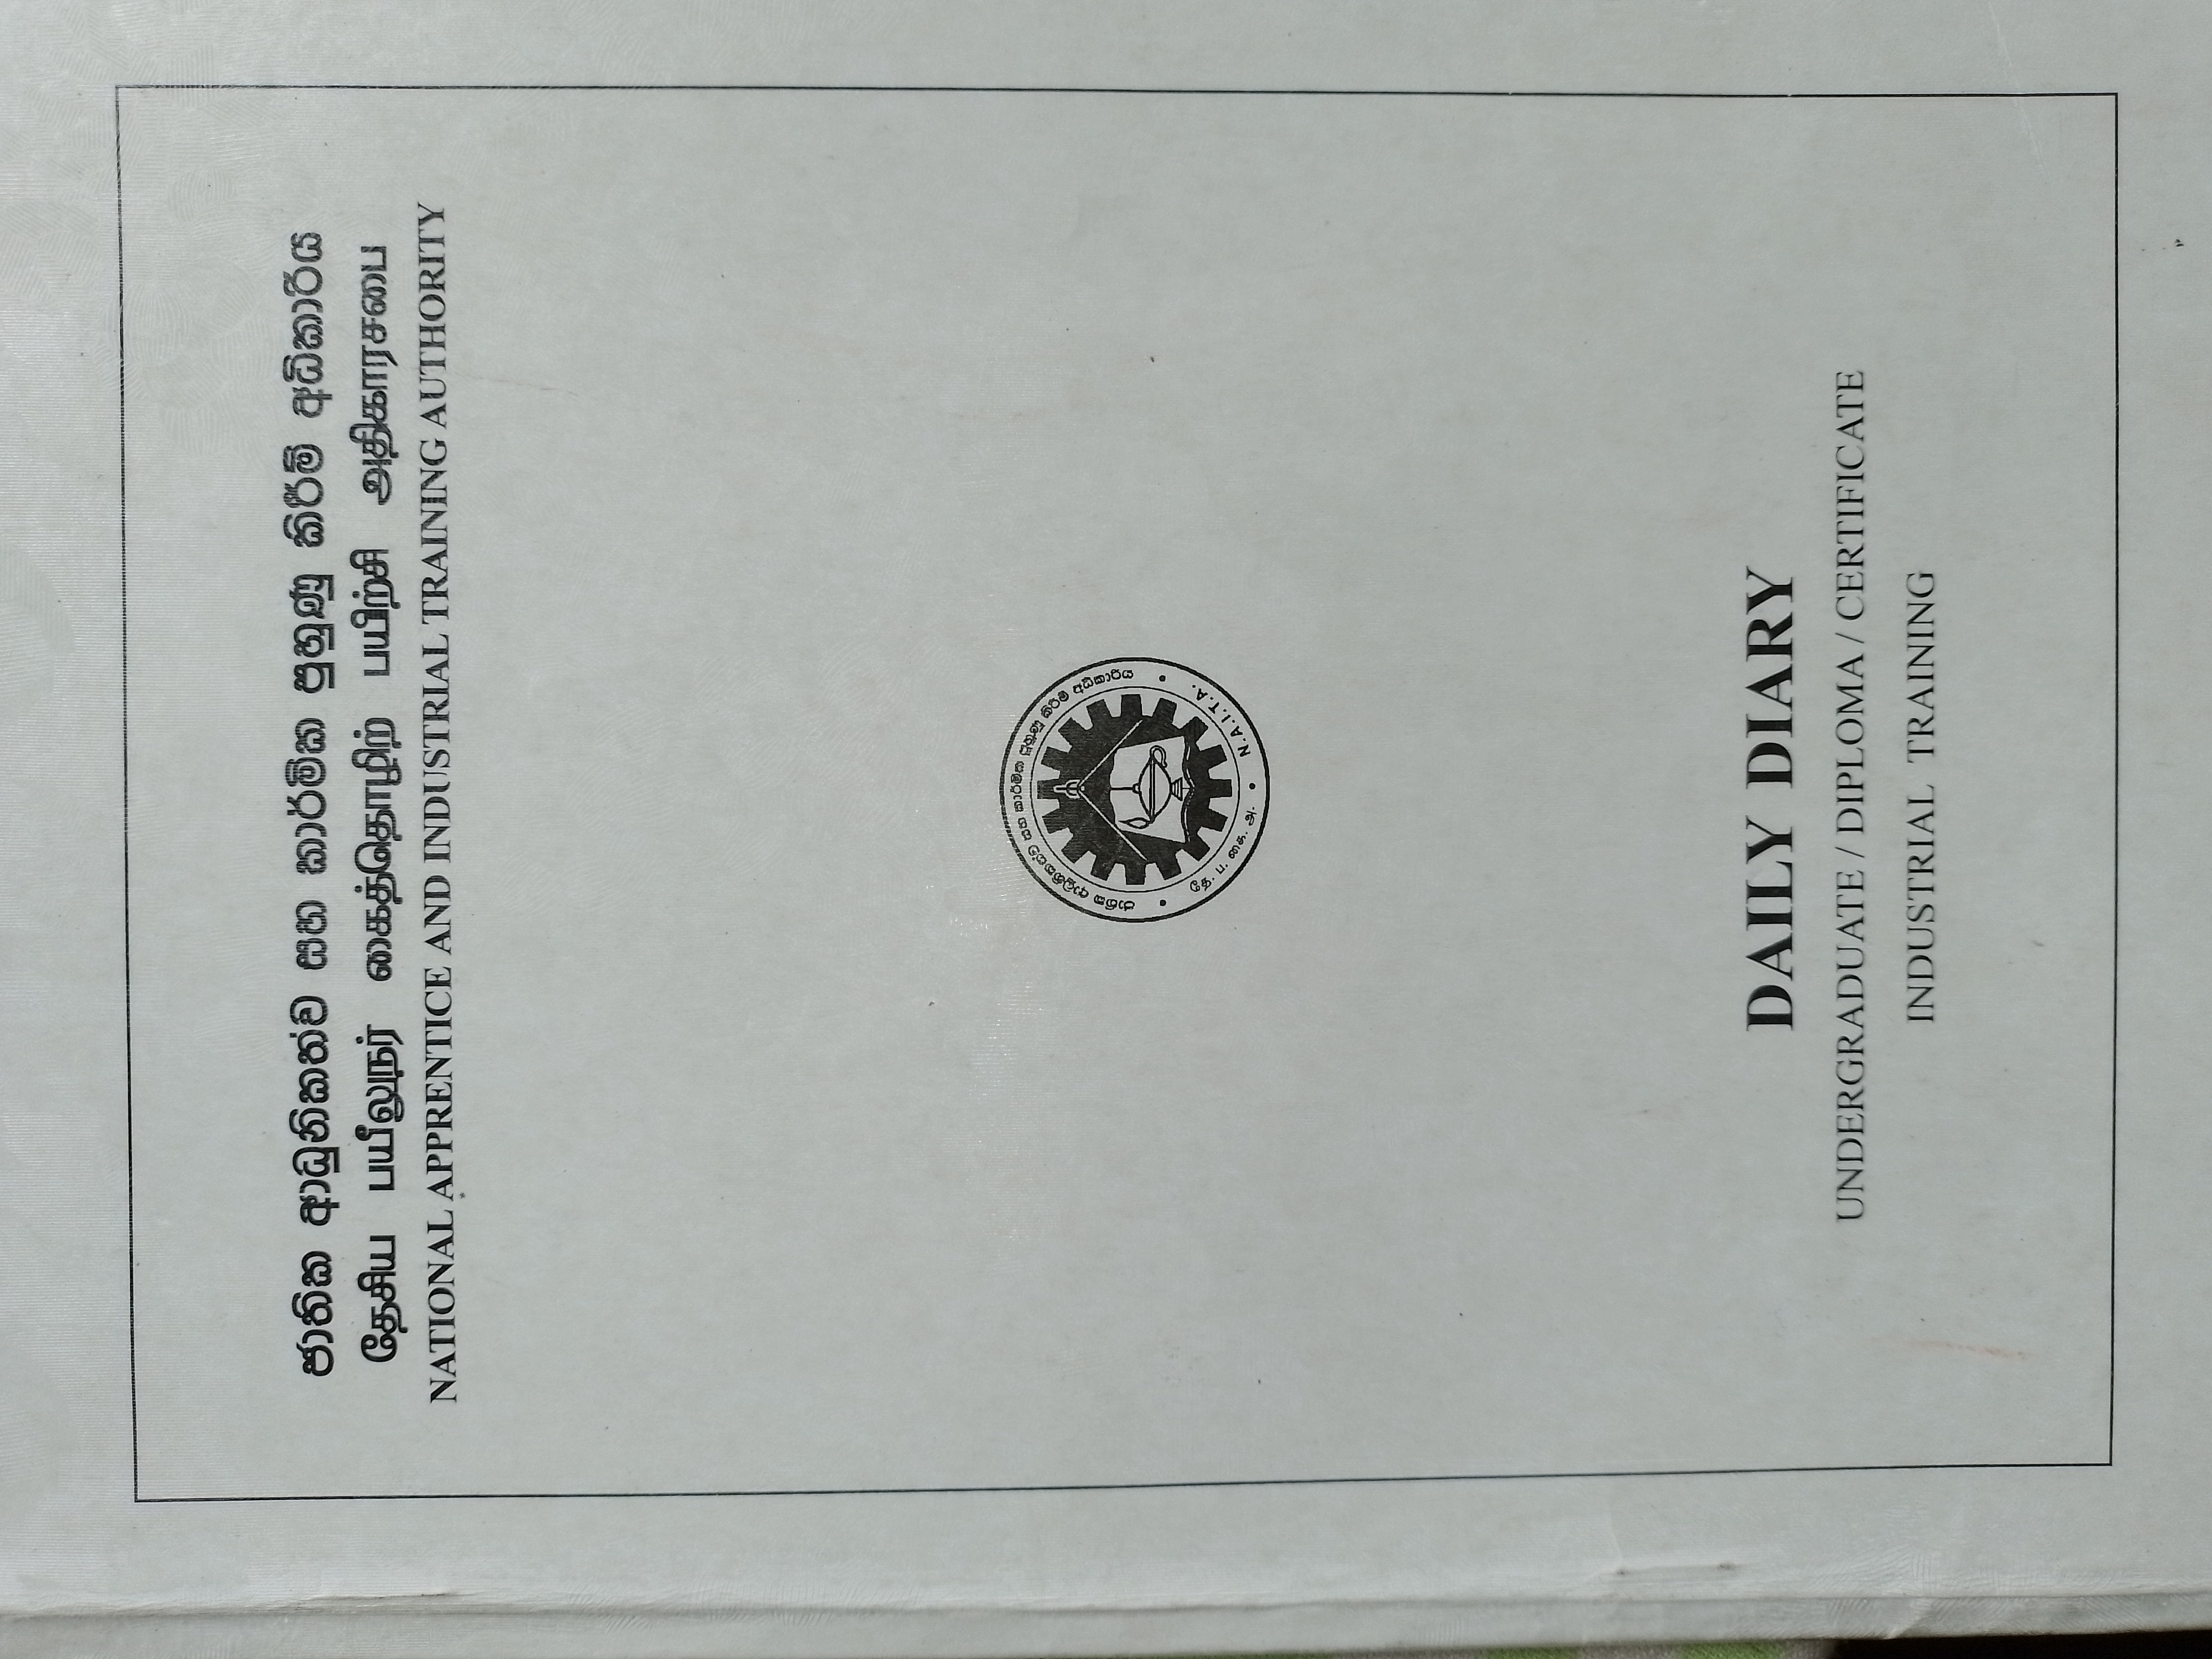 ජාතික ආධුනිකත්ව සහ කාර්මික පුහුණු කිරීම් අධිකාරිය
தேசிய பயிலுநர் கைத்தொழிற் பயிற்சி அதிகாரசபை
NATIONAL APPRENTICE AND INDUSTRIAL TRAINING AUTHORITY
ජාතික ආධුනිකත්ව සහ කාර්මික පුහුණු කිරීම් අධිකාරිය
தே. ப. கை. அ. • N.A.I.T.A.
DAILY DIARY
UNDERGRADUATE / DIPLOMA / CERTIFICATE
INDUSTRIAL TRAINING